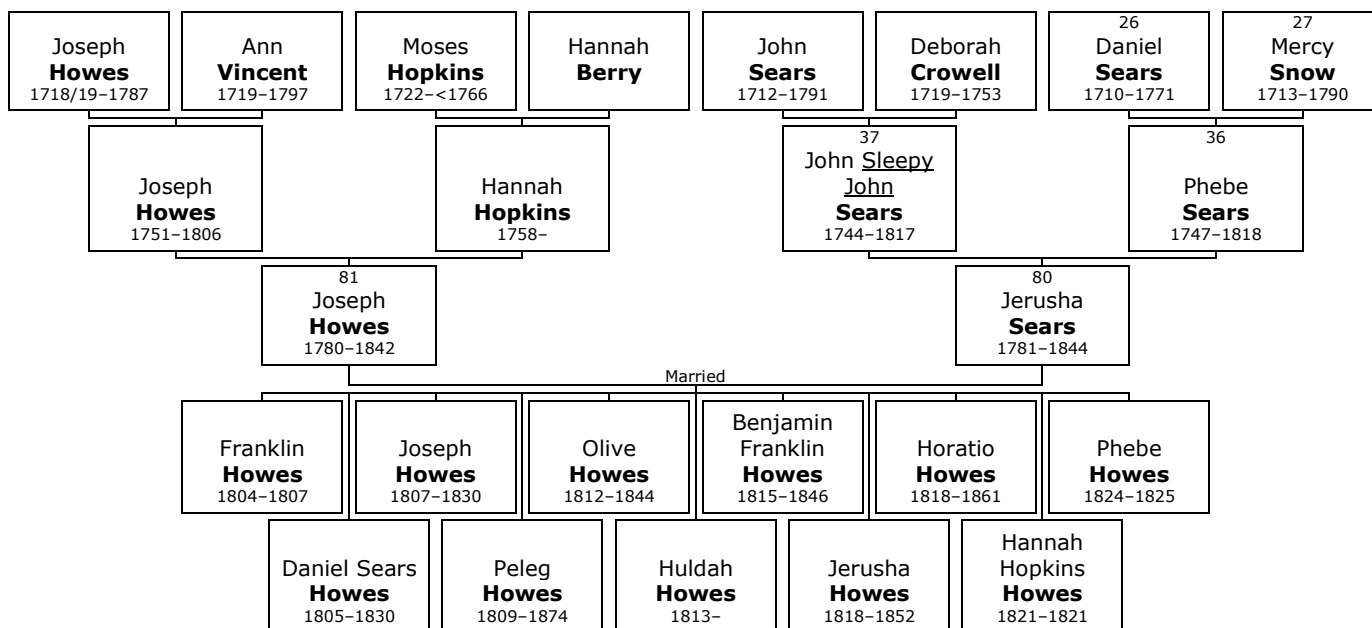 Joseph
Howes
1718/19–1787
Ann
Vincent
1719–1797
Moses
Hopkins
1722–<1766
Hannah
Berry
John
Sears
1712–1791
Deborah
Crowell
1719–1753
26
Daniel
Sears
1710–1771
27
Mercy
Snow
1713–1790
Joseph
Howes
1751–1806
Hannah
Hopkins
1758–
37
John Sleepy
John
Sears
1744–1817
36
Phebe
Sears
1747–1818
81
Joseph
Howes
1780–1842
80
Jerusha
Sears
1781–1844
Married
Franklin
Howes
1804–1807
Joseph
Howes
1807–1830
Olive
Howes
1812–1844
Benjamin
Franklin
Howes
1815–1846
Horatio
Howes
1818–1861
Phebe
Howes
1824–1825
Daniel Sears
Howes
1805–1830
Peleg
Howes
1809–1874
Huldah
Howes
1813–
Jerusha
Howes
1818–1852
Hannah
Hopkins
Howes
1821–1821